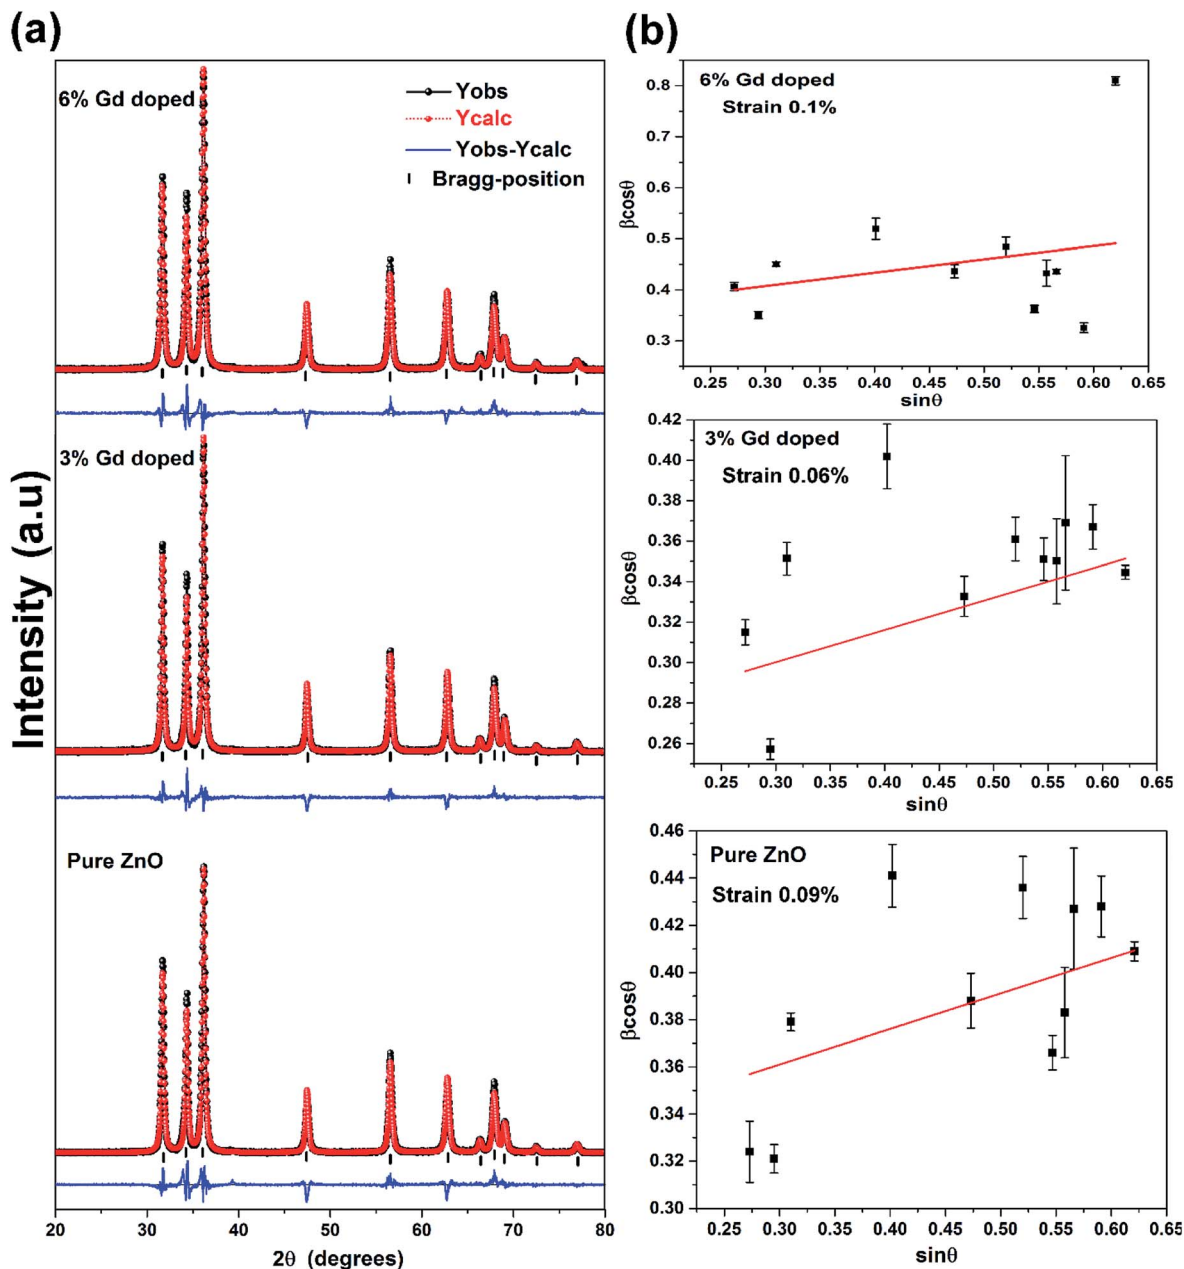 (a)
6% Gd doped
Yobs
Ycalc
Yobs-Ycalc
Bragg-position
3% Gd doped
Pure ZnO
Intensity (a.u)
20 30 40 50 60 70 80
2θ (degrees)
(b)
6% Gd doped
Strain 0.1%
0.8
0.7
0.6
0.5
0.4
0.3
βcosθ
0.25 0.30 0.35 0.40 0.45 0.50 0.55 0.60 0.65
sinθ
3% Gd doped
Strain 0.06%
0.42
0.40
0.38
0.36
0.34
0.32
0.30
0.28
0.26
βcosθ
0.25 0.30 0.35 0.40 0.45 0.50 0.55 0.60 0.65
sinθ
Pure ZnO
Strain 0.09%
0.46
0.44
0.42
0.40
0.38
0.36
0.34
0.32
0.30
βcosθ
0.25 0.30 0.35 0.40 0.45 0.50 0.55 0.60 0.65
sinθ